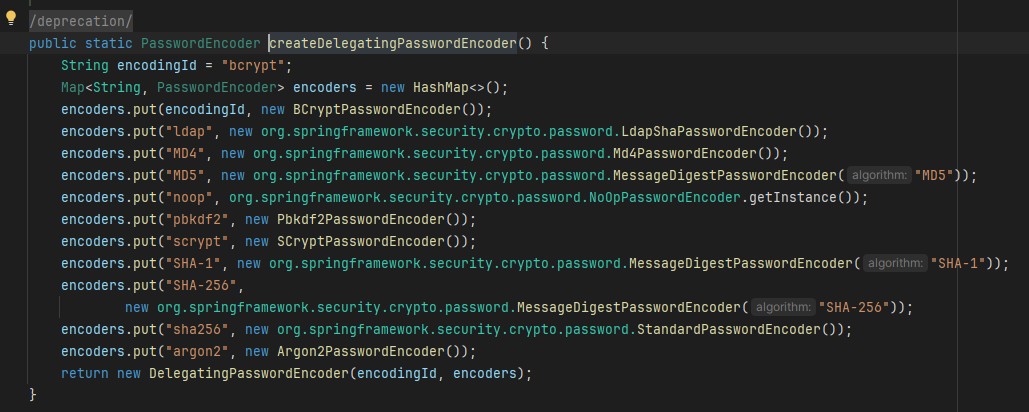 /deprecation/
public static PasswordEncoder createDelegatingPasswordEncoder() {
    String encodingId = "bcrypt";
    Map<String, PasswordEncoder> encoders = new HashMap<>();
    encoders.put(encodingId, new BCryptPasswordEncoder());
    encoders.put("ldap", new org.springframework.security.crypto.password.LdapShaPasswordEncoder());
    encoders.put("MD4", new org.springframework.security.crypto.password.Md4PasswordEncoder());
    encoders.put("MD5", new org.springframework.security.crypto.password.MessageDigestPasswordEncoder( algorithm: "MD5"));
    encoders.put("noop", org.springframework.security.crypto.password.NoOpPasswordEncoder.getInstance());
    encoders.put("pbkdf2", new Pbkdf2PasswordEncoder());
    encoders.put("scrypt", new SCryptPasswordEncoder());
    encoders.put("SHA-1", new org.springframework.security.crypto.password.MessageDigestPasswordEncoder( algorithm: "SHA-1"));
    encoders.put("SHA-256",
            new org.springframework.security.crypto.password.MessageDigestPasswordEncoder( algorithm: "SHA-256"));
    encoders.put("sha256", new org.springframework.security.crypto.password.StandardPasswordEncoder());
    encoders.put("argon2", new Argon2PasswordEncoder());
    return new DelegatingPasswordEncoder(encodingId, encoders);
}